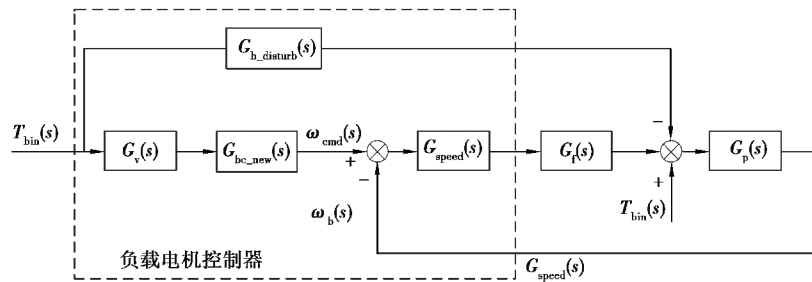 G_b_disturb(s)
−
T_bin(s)
G_v(s)
G_bc_new(s)
ω_cmd(s)
+
−
G_speed(s)
G_f(s)
+
G_p(s)
T_bin(s)
ω_b(s)
负载电机控制器
G_speed(s)